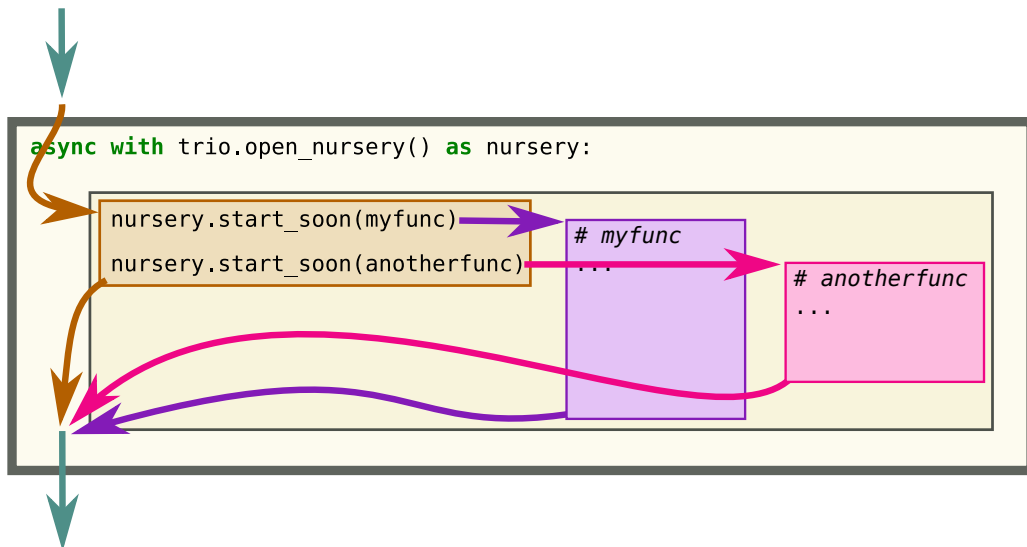 async with trio.open_nursery() as nursery:
nursery.start_soon(myfunc)
nursery.start_soon(anotherfunc)
# myfunc
...
# anotherfunc
...